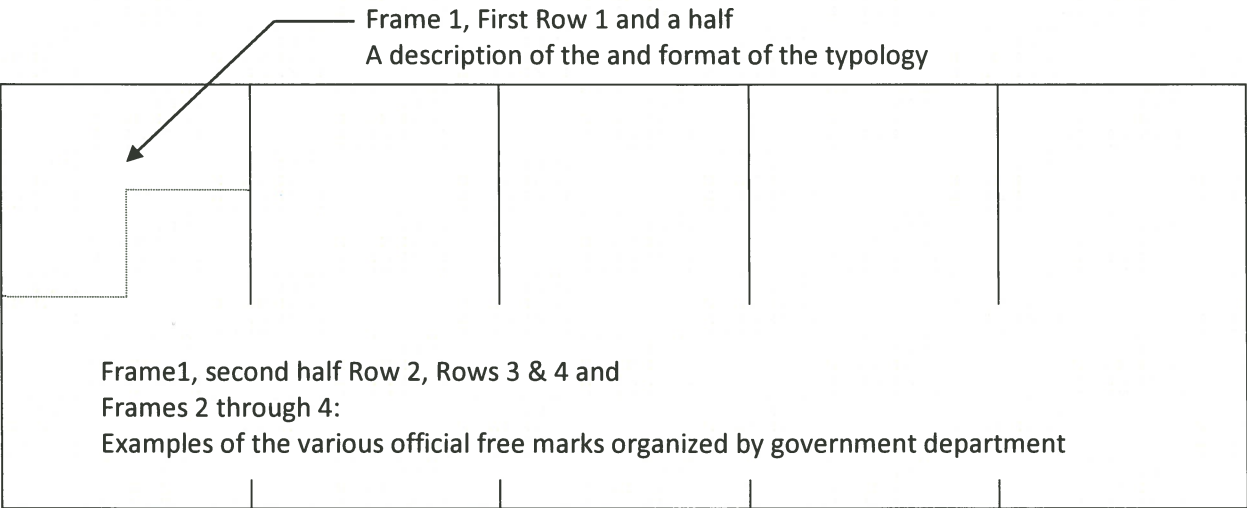 Frame 1, First Row 1 and a half
A description of the and format of the typology
Frame1, second half Row 2, Rows 3 & 4 and
Frames 2 through 4:
Examples of the various official free marks organized by government department